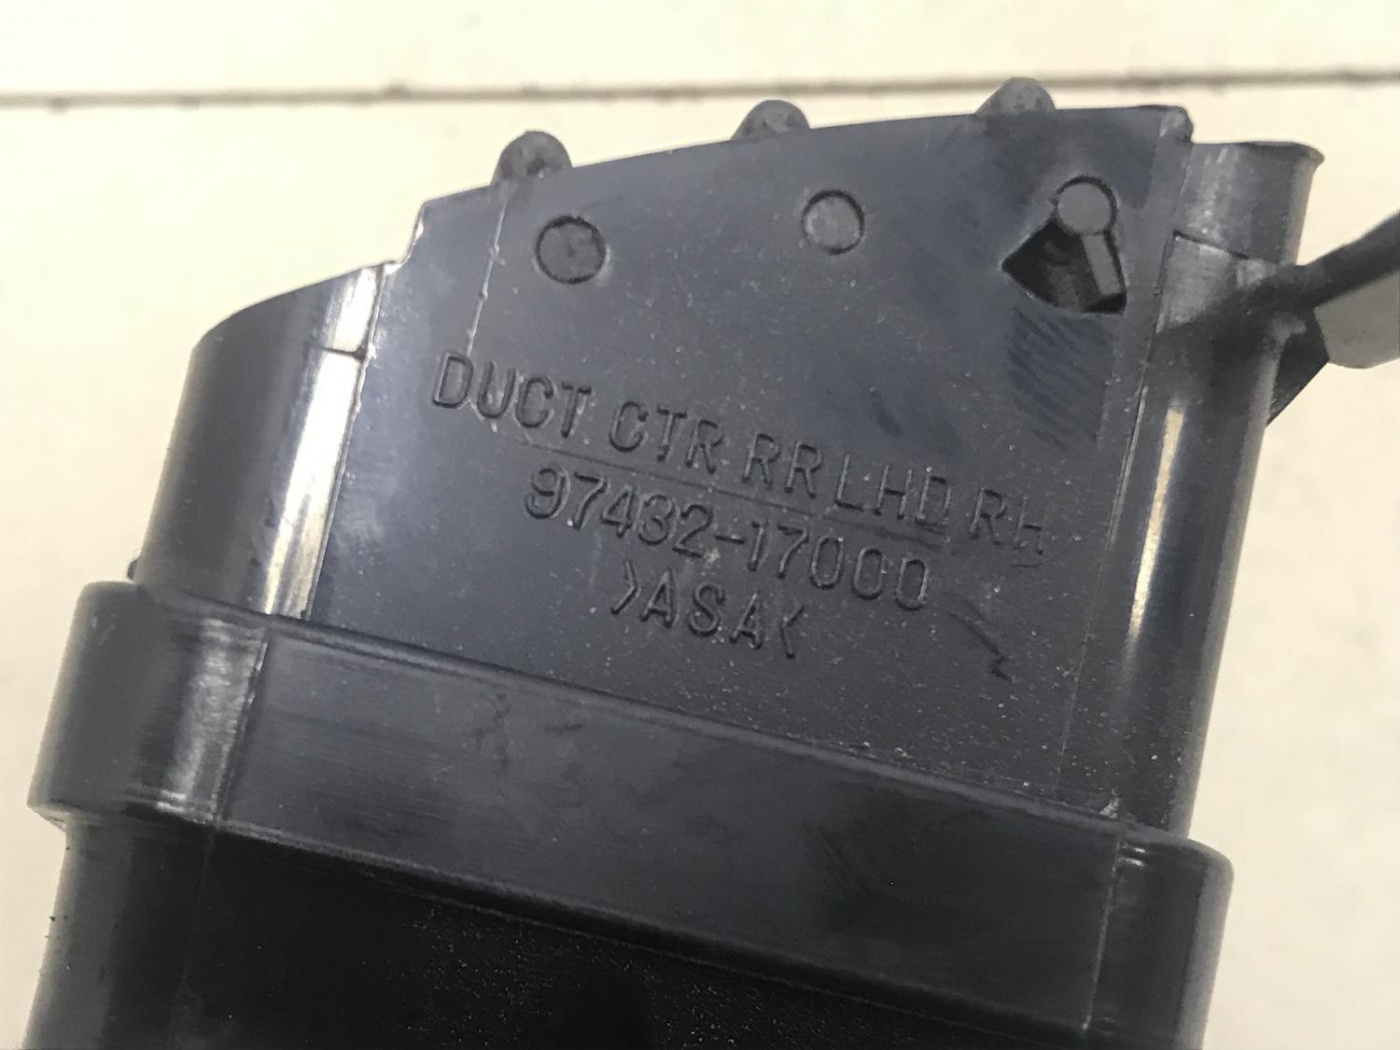 DUCT CTR RR LHD RH
97432-17000
>ASA<